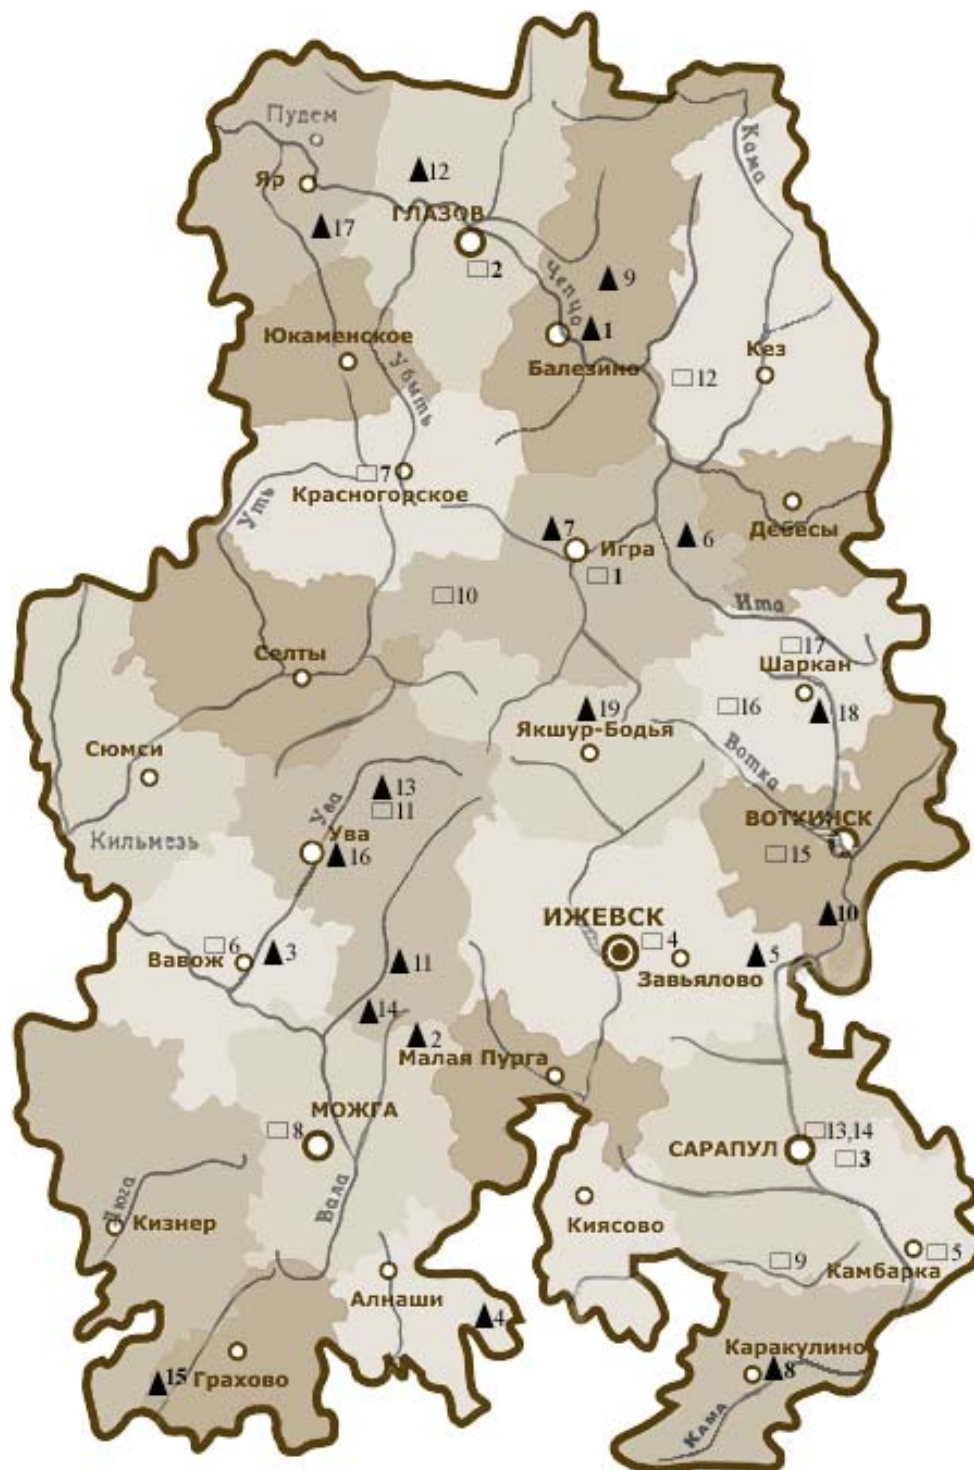 Пудем
Кама
Яр
12
ГЛАЗОВ
17
2
Чепцо
9
1
Юкаменское
Балезино
Кез
12
Убыть
7
Красногорское
Уть
7
Игра
Дебесы
6
1
10
Ита
17
Шаркан
Селты
16
18
19
Якшур-Бодья
Сюмси
Вотка
13
11
Ува
Кильмезь
Ува
16
ВОТКИНСК
15
ИЖЕВСК
10
6
4
Вавож
3
11
Завьялово
5
14
2
Малая Пурга
МОЖГА
8
13,14
САРАПУЛ
3
Люга
Вала
Кизнер
Киясово
5
9
Камбарка
Алнаши
4
Каракулино
15
Грахово
8
Кама